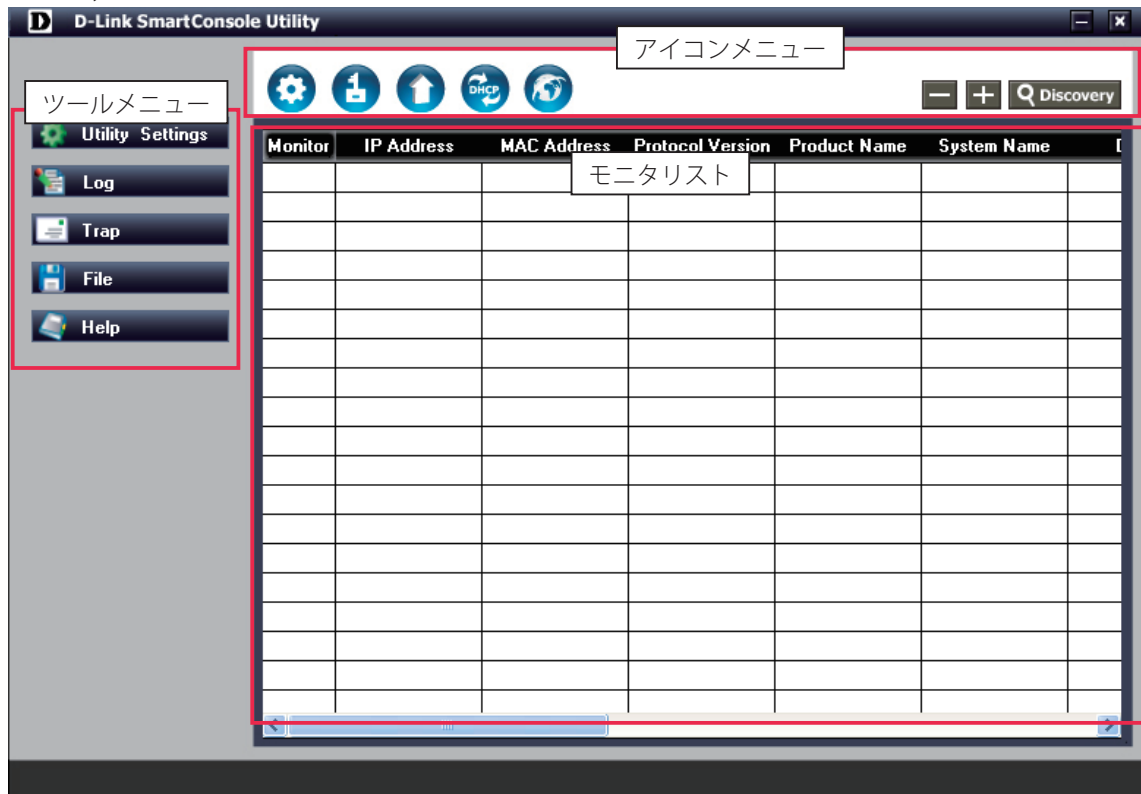 D-Link SmartConsole Utility
アイコンメニュー
DHCP
Discovery
ツールメニュー
Utility Settings
Log
Trap
File
Help
Monitor IP Address MAC Address Protocol Version Product Name System Name
モニタリスト